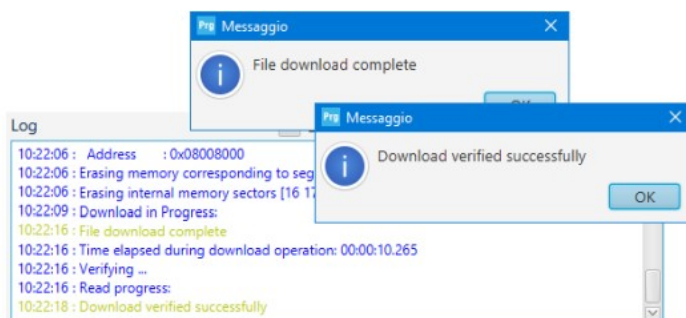 Prg Messaggio
File download complete
Prg Messaggio
Download verified successfully
OK
Log
10:22:06 : Address : 0x08008000
10:22:06 : Erasing memory corresponding to seg
10:22:06 : Erasing internal memory sectors [16 17
10:22:09 : Download in Progress:
10:22:16 : File download complete
10:22:16 : Time elapsed during download operation: 00:00:10.265
10:22:16 : Verifying ...
10:22:16 : Read progress:
10:22:18 : Download verified successfully